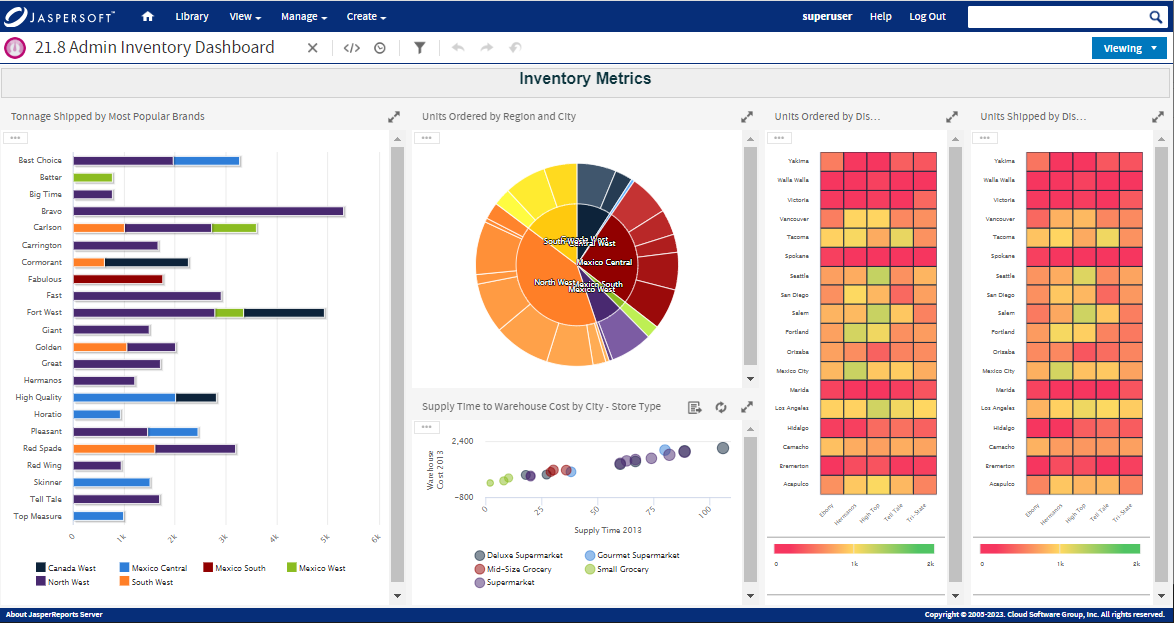 JASPERSOFT™ Library View Manage Create superuser Help Log Out
21.8 Admin Inventory Dashboard Viewing
Inventory Metrics
Tonnage Shipped by Most Popular Brands
Best Choice
Better
Big Time
Bravo
Carlson
Carrington
Cormorant
Fabulous
Fast
Fort West
Giant
Golden
Great
Hermanos
High Quality
Horatio
Pleasant
Red Spade
Red Wing
Skinner
Tell Tale
Top Measure
0 1k 2k 3k 4k 5k 6k
Canada West Mexico Central Mexico South Mexico West
North West South West
Units Ordered by Region and City
South West Canada West
Central West
Mexico Central
North West Mexico South
Mexico West
Supply Time to Warehouse Cost by City - Store Type
Warehouse
Cost 2013
2,400
-800
0 25 50 75 100
Supply Time 2013
Deluxe Supermarket Gourmet Supermarket
Mid-Size Grocery Small Grocery
Supermarket
Units Ordered by Dis...
Yakima
Walla Walla
Victoria
Vancouver
Tacoma
Spokane
Seattle
San Diego
Salem
Portland
Orizaba
Mexico City
Merida
Los Angeles
Hidalgo
Camacho
Bremerton
Acapulco
Ebony Hermanos High Top Tell Tale Tri-State
0 1k 2k
Units Shipped by Dis...
Yakima
Walla Walla
Victoria
Vancouver
Tacoma
Spokane
Seattle
San Diego
Salem
Portland
Orizaba
Mexico City
Merida
Los Angeles
Hidalgo
Camacho
Bremerton
Acapulco
Ebony Hermanos High Top Tell Tale Tri-State
0 1k 2k
About JasperReports Server Copyright © 2005-2023. Cloud Software Group, Inc. All rights reserved.